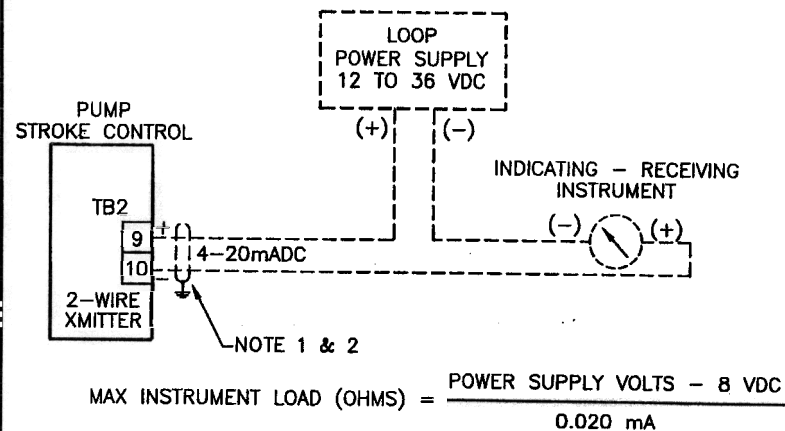 LOOP
POWER SUPPLY
12 TO 36 VDC
PUMP
STROKE CONTROL
(+)
(-)
INDICATING - RECEIVING
INSTRUMENT
TB2
(-)
(+)
+
9
4-20mADC
10
-
2-WIRE
XMITTER
NOTE 1 & 2
MAX INSTRUMENT LOAD (OHMS) = POWER SUPPLY VOLTS - 8 VDC
0.020 mA